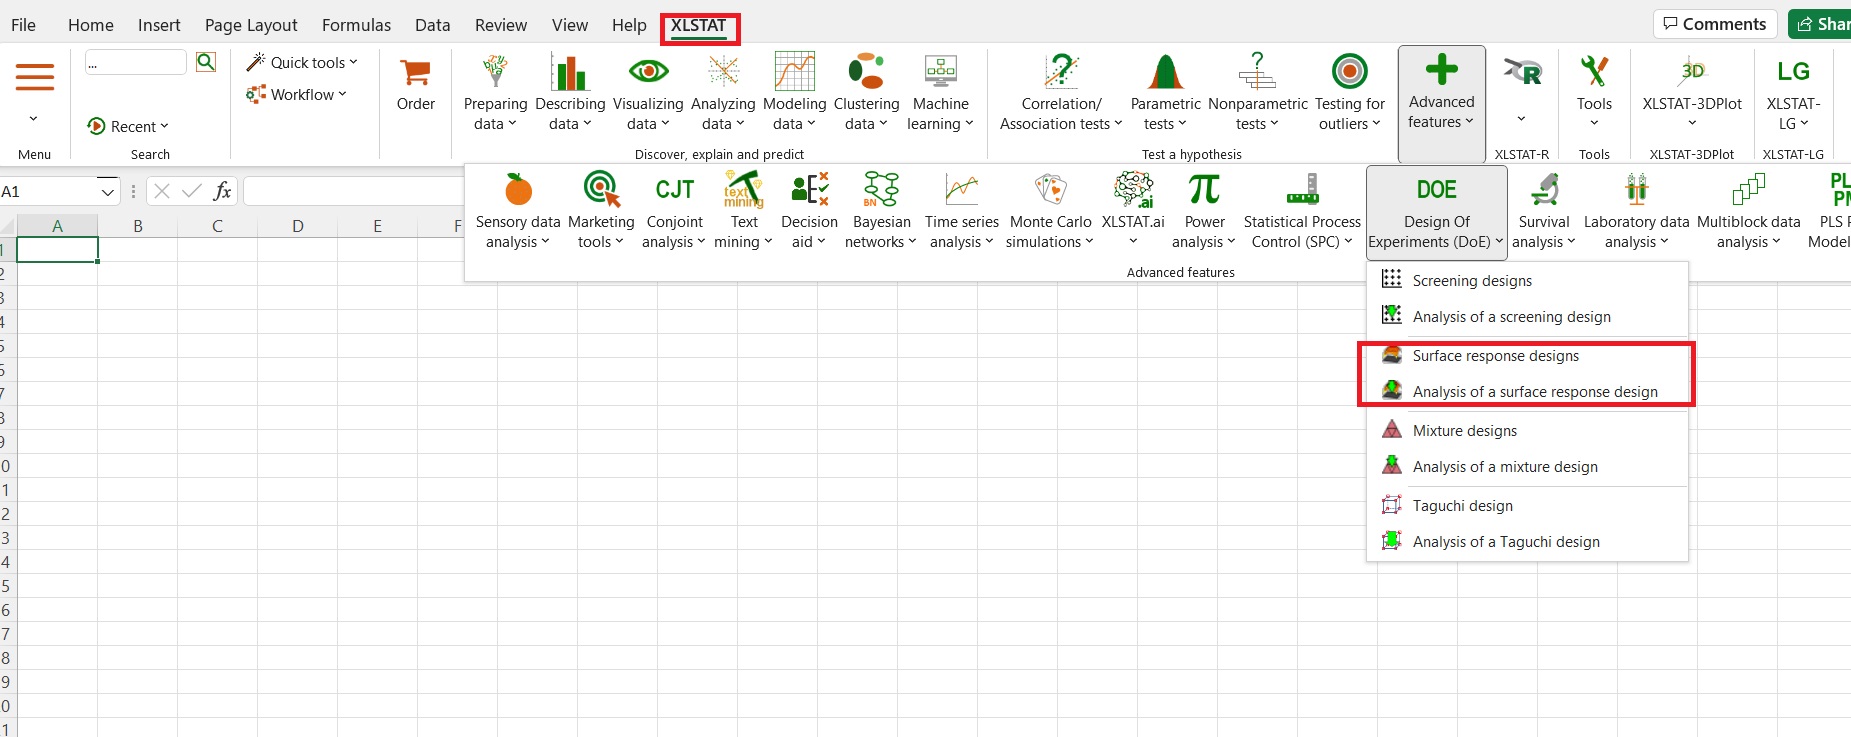 File Home Insert Page Layout Formulas Data Review View Help XLSTAT Comments Shar
... Quick tools
Workflow
Recent
Menu Search
Order
Preparing data
Describing data
Visualizing data
Analyzing data
Modeling data
Clustering data
Machine learning
Discover, explain and predict
Correlation/
Association tests
Parametric tests
Nonparametric tests
Testing for outliers
Test a hypothesis
Advanced features
R
XLSTAT-R
Tools
Tools
3D
XLSTAT-3DPlot
XLSTAT-3DPlot
LG
XLSTAT-
LG
XLSTAT-LG
A1 fx
Sensory data analysis
Marketing tools
CJT
Conjoint analysis
text mining
Text mining
Decision aid
BN
Bayesian networks
Time series analysis
Monte Carlo simulations
.ai
XLSTAT.ai
π
Power analysis
Statistical Process Control (SPC)
DOE
Design Of
Experiments (DoE)
Survival analysis
Laboratory data analysis
Multiblock data analysis
PL
PM
PLS P
Model
Advanced features
A B C D E F
1
2
3
4
5
6
7
8
9
0
1
2
3
4
5
6
7
8
9
0
1
Screening designs
Analysis of a screening design
Surface response designs
Analysis of a surface response design
Mixture designs
Analysis of a mixture design
Taguchi design
Analysis of a Taguchi design